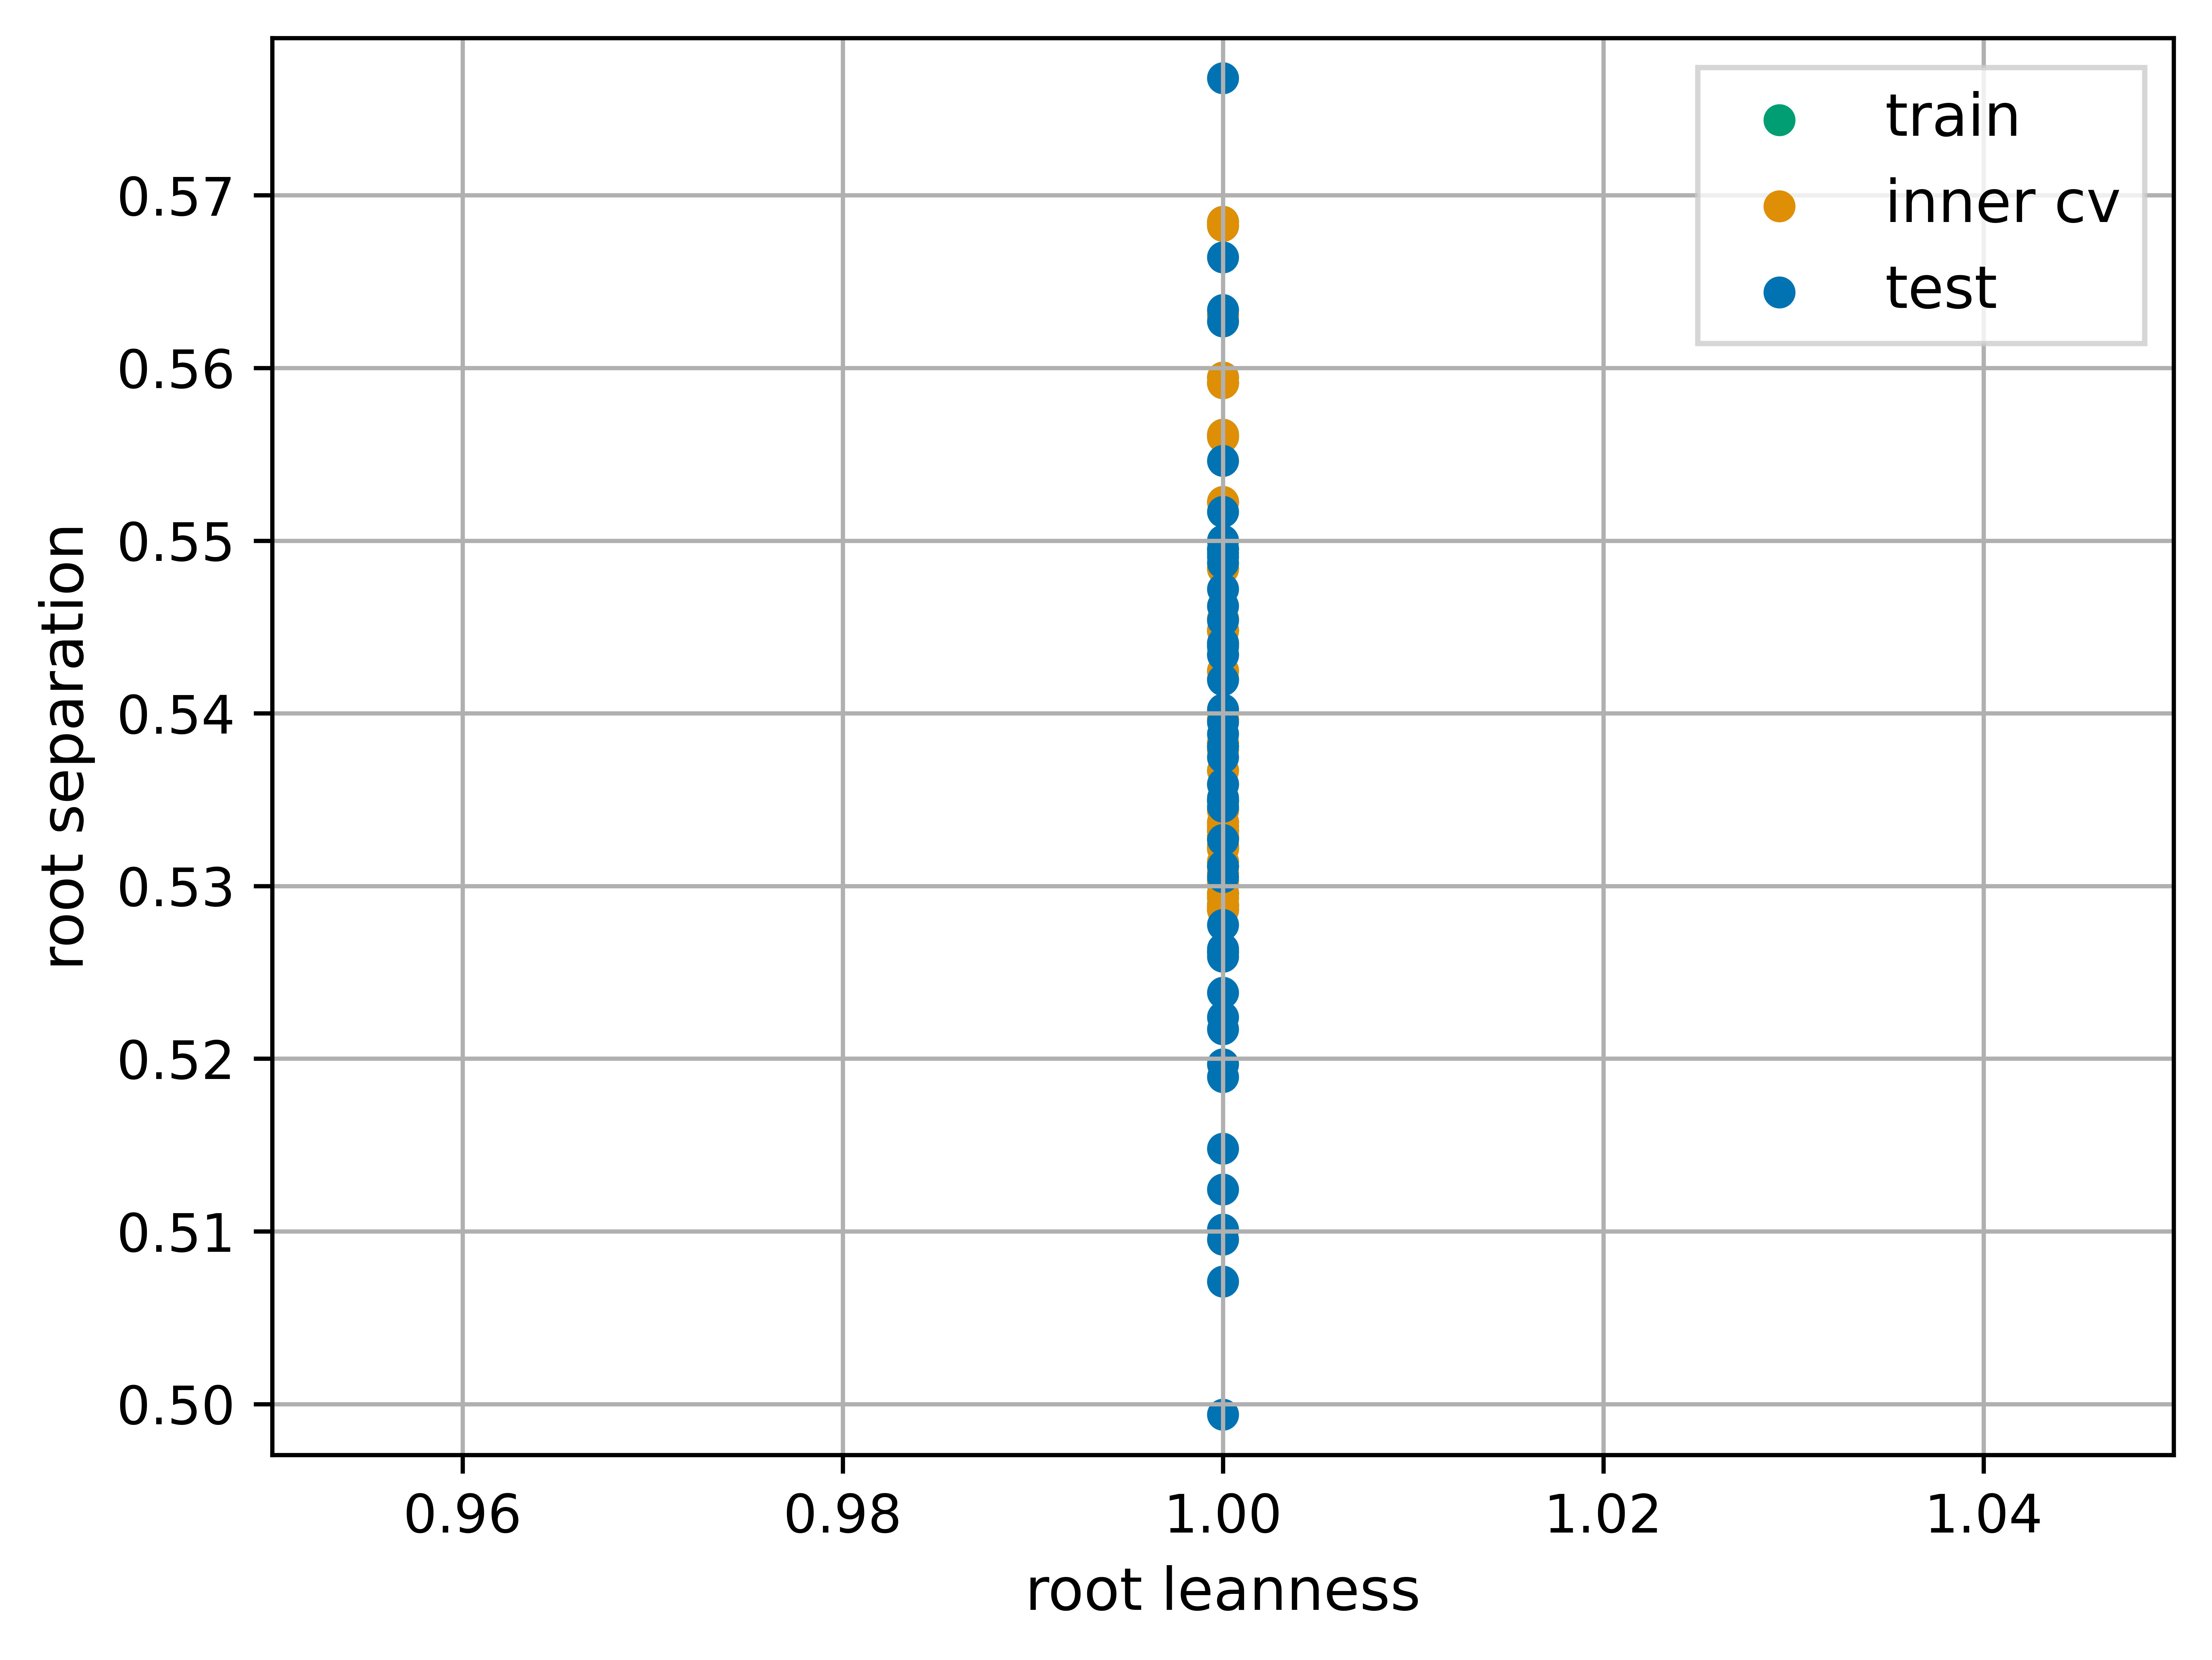 train
inner cv
test
0.57
0.56
0.55
0.54
0.53
0.52
0.51
0.50
root separation
0.96 0.98 1.00 1.02 1.04
root leanness